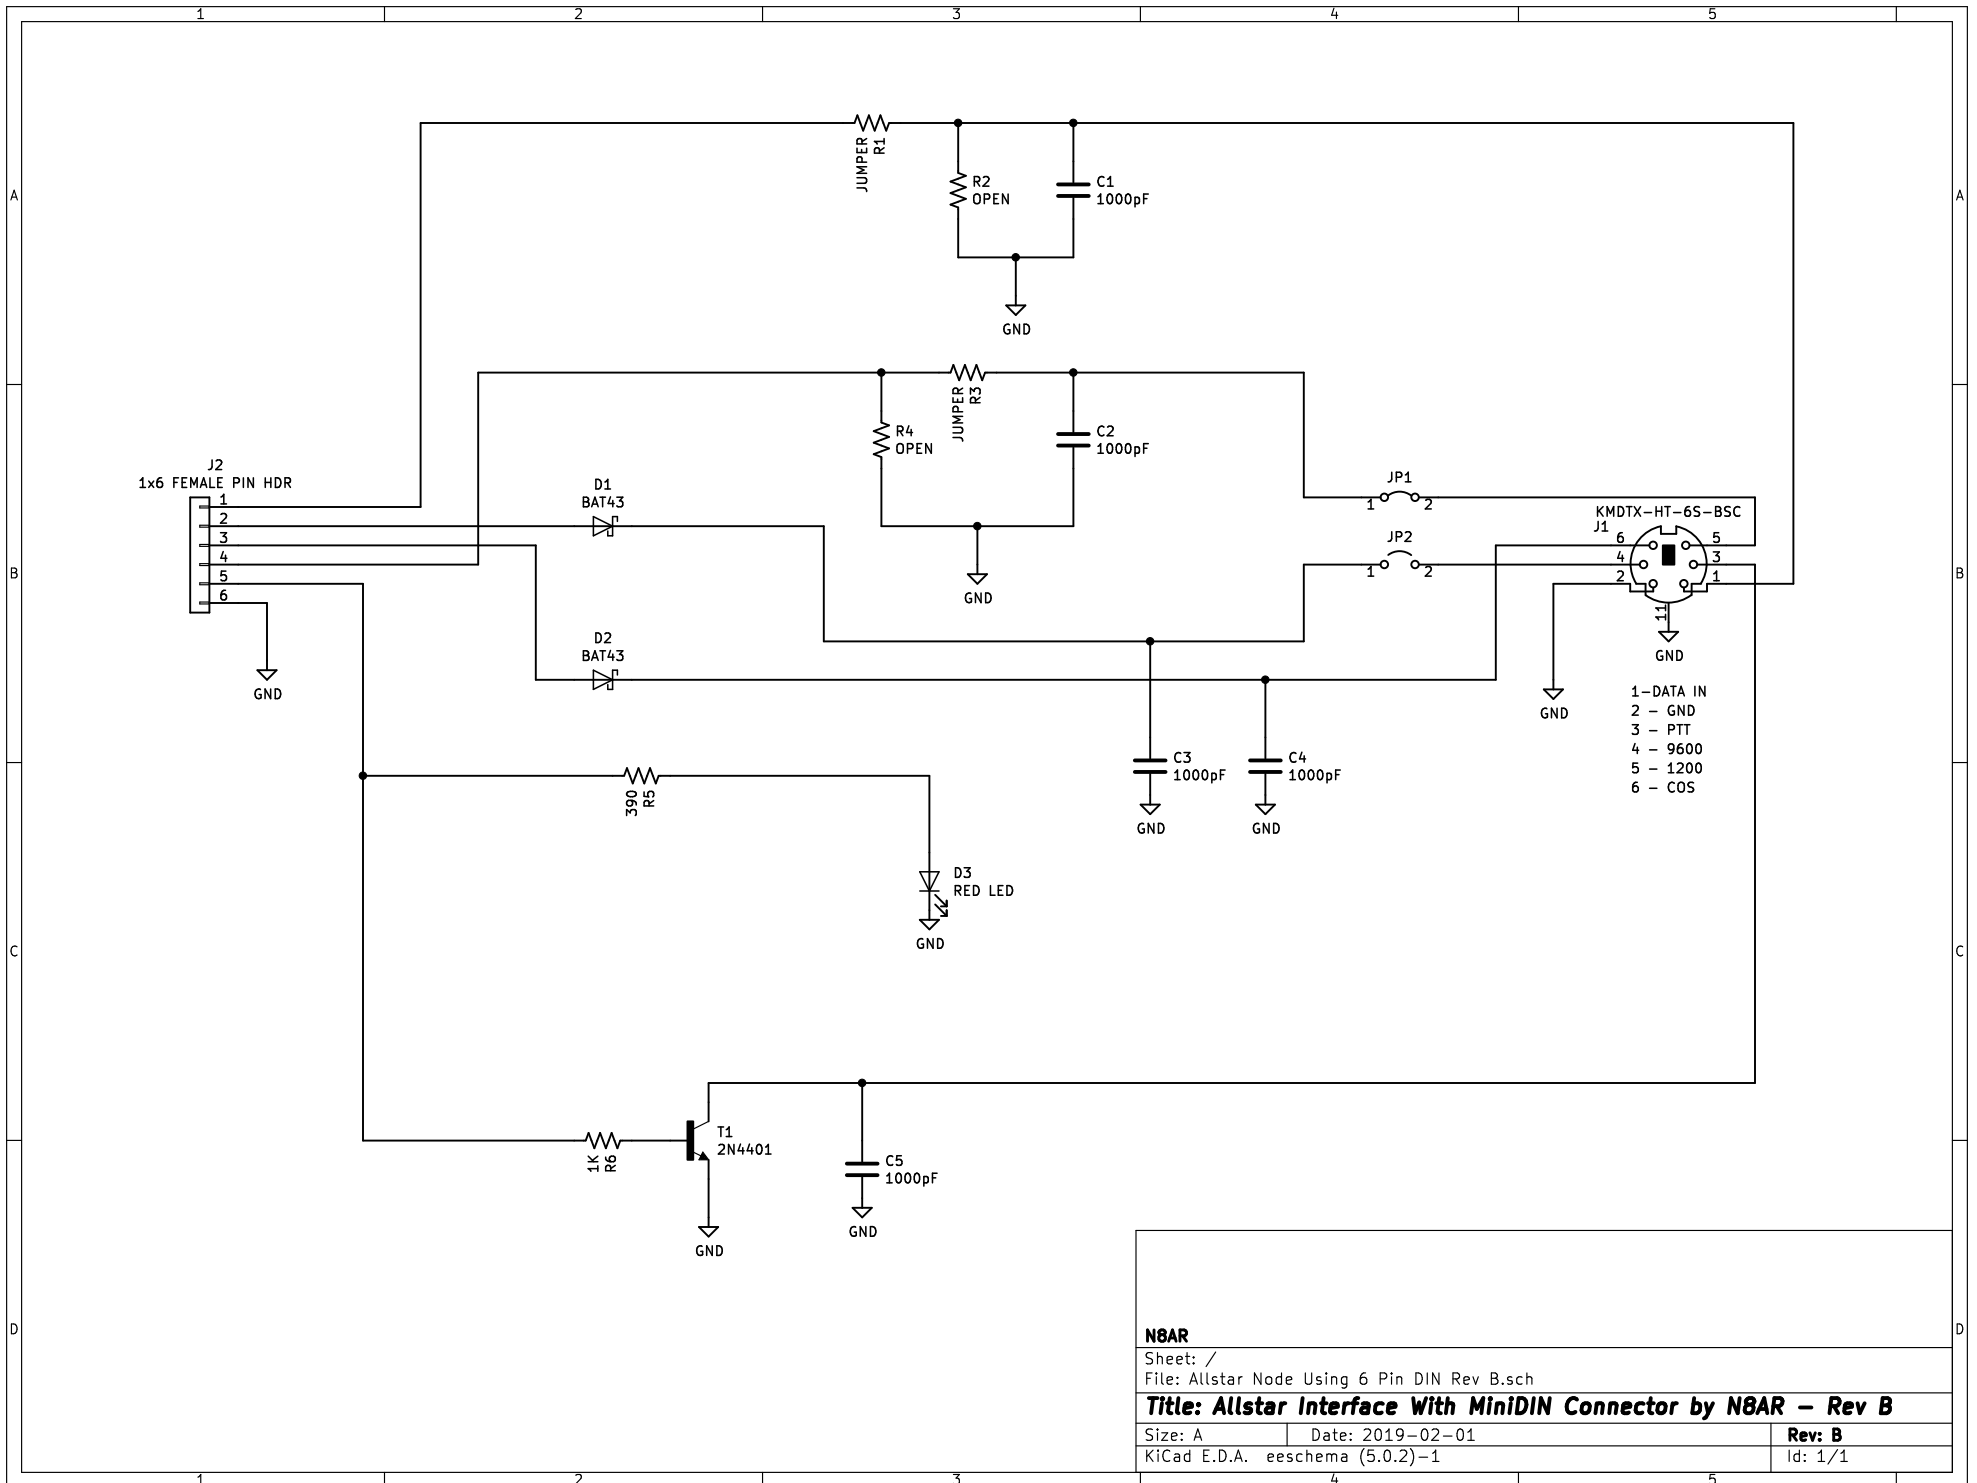 1 2 3 4 5
A A
B B
C C
D D
JUMPER
R1
R2
OPEN
C1
1000pF
GND
JUMPER
R3
R4
OPEN
C2
1000pF
GND
J2
1x6 FEMALE PIN HDR
1
2
3
4
5
6
GND
D1
BAT43
D2
BAT43
JP1
1 2
JP2
1 2
KMDTX-HT-6S-BSC
J1
6 5
4 3
2 1
11
GND
GND
1-DATA IN
2 - GND
3 - PTT
4 - 9600
5 - 1200
6 - COS
C3
1000pF
GND
C4
1000pF
GND
390
R5
D3
RED LED
GND
1K
R6
T1
2N4401
GND
C5
1000pF
GND
N8AR
Sheet: /
File: Allstar Node Using 6 Pin DIN Rev B.sch
Title: Allstar Interface With MiniDIN Connector by N8AR - Rev B
Size: A Date: 2019-02-01 Rev: B
KiCad E.D.A. eeschema (5.0.2)-1 Id: 1/1
1 2 3 4 5